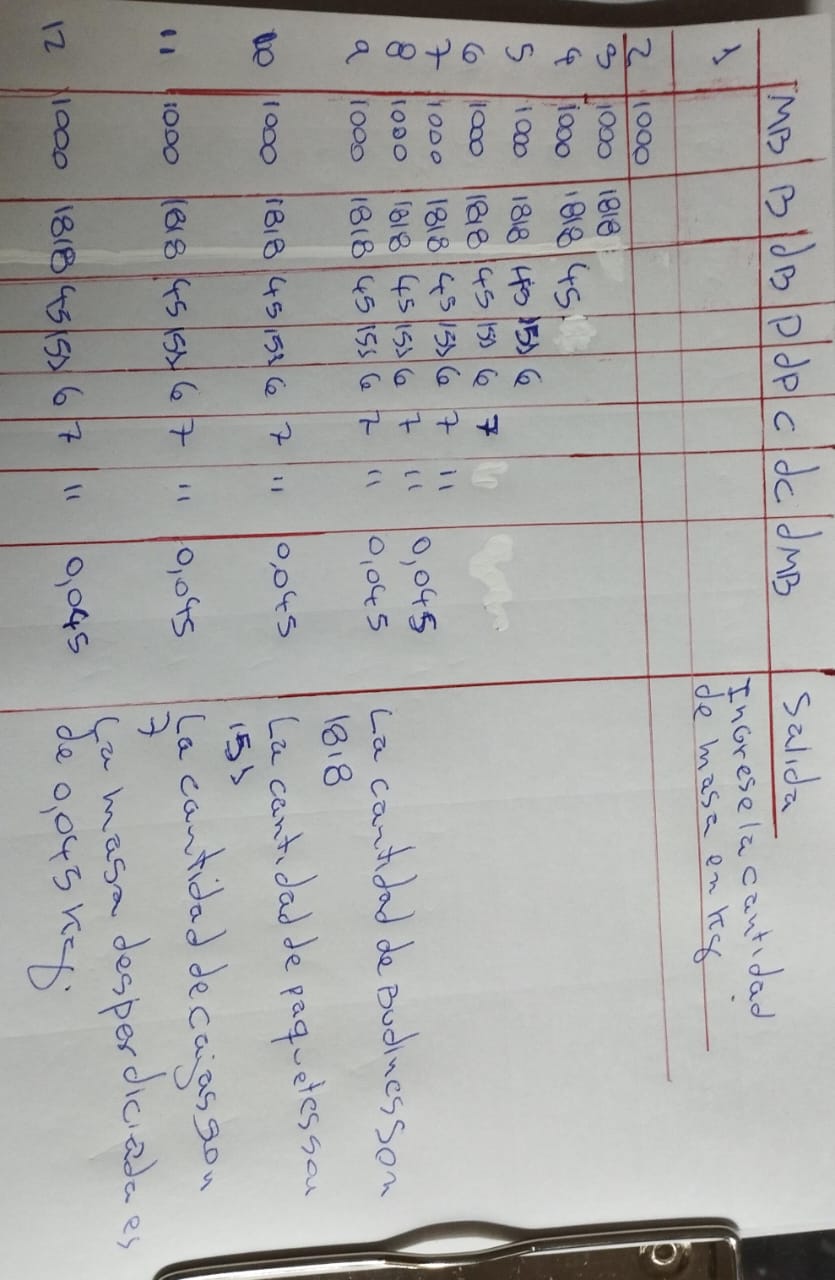 MB B dB P dP C dC dMB Salida
1 Ingrese la cantidad
de masa en kg
2 1000
3 1000 1818
4 1000 1818 45
5 1000 1818 45 151 6
6 1000 1818 45 151 6 7
7 1000 1818 45 151 6 7 11
8 1000 1818 45 151 6 7 11 0,045
9 1000 1818 45 151 6 7 11 0,045 La cantidad de Budines son
1818
10 1000 1818 45 151 6 7 11 0,045 La cantidad de paquetes son
151
11 1000 1818 45 151 6 7 11 0,045 La cantidad de cajas son
7
12 1000 1818 45 151 6 7 11 0,045 La masa desperdiciada es
de 0,045 kg.